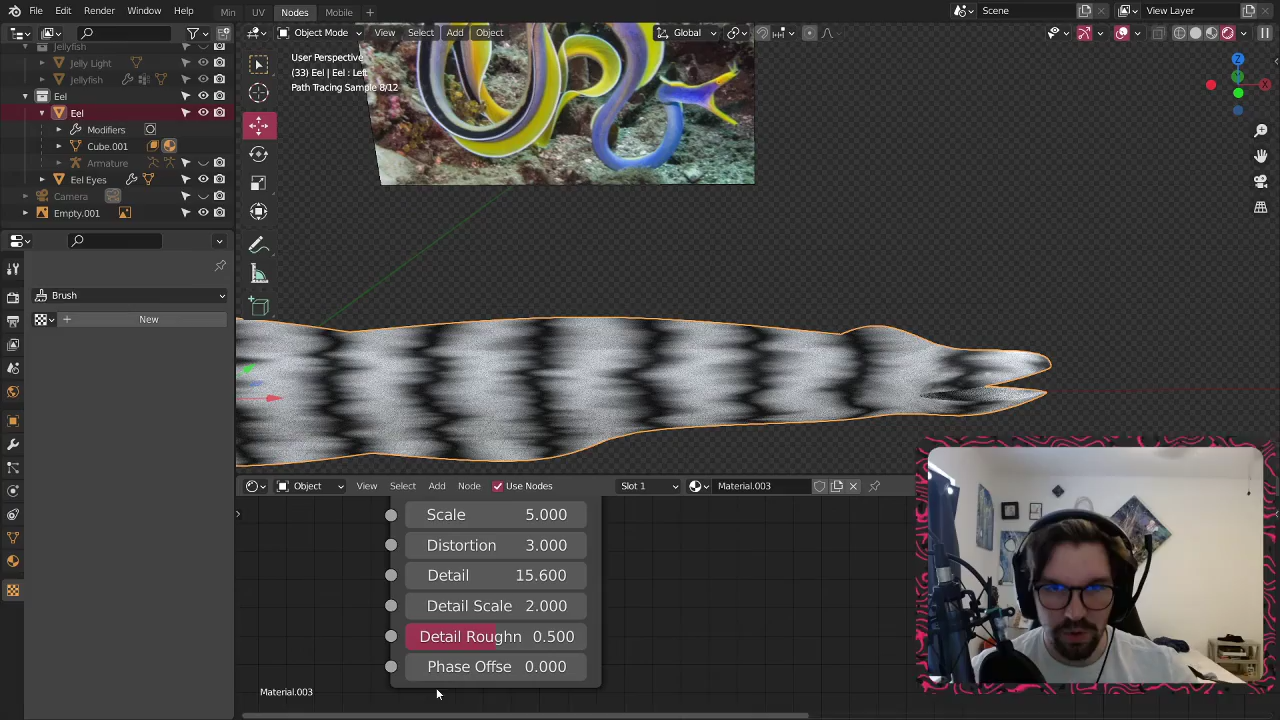 File Edit Render Window Help Min UV Nodes Mobile + Scene View Layer
Object Mode View Select Add Object Global
Jellyfish
Jelly Light
Jellyfish
Eel
Eel
Modifiers
Cube.001
Armature
Eel Eyes
Camera
Empty.001
User Perspective
(33) Eel | Eel : Left
Path Tracing Sample 8/12
Z
X
Brush
New
Object View Select Add Node Use Nodes Slot 1 Material.003
Scale 5.000
Distortion 3.000
Detail 15.600
Detail Scale 2.000
Detail Roughn 0.500
Phase Offse 0.000
Material.003